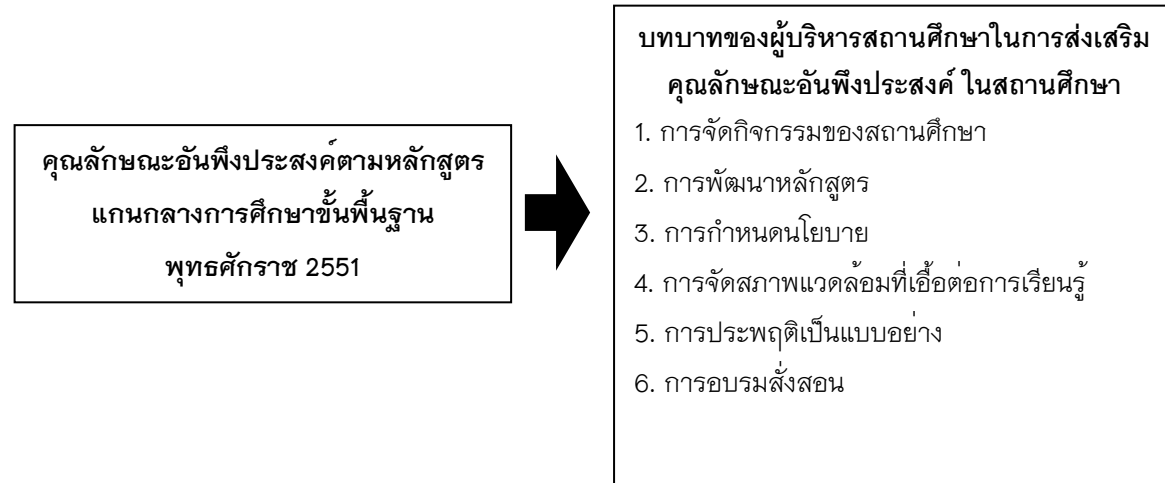 คุณลักษณะอันพึงประสงค์ตามหลักสูตร
แกนกลางการศึกษาขั้นพื้นฐาน
พุทธศักราช 2551
บทบาทของผู้บริหารสถานศึกษาในการส่งเสริม
คุณลักษณะอันพึงประสงค์ ในสถานศึกษา
1. การจัดกิจกรรมของสถานศึกษา
2. การพัฒนาหลักสูตร
3. การกำหนดนโยบาย
4. การจัดสภาพแวดล้อมที่เอื้อต่อการเรียนรู้
5. การประพฤติเป็นแบบอย่าง
6. การอบรมสั่งสอน